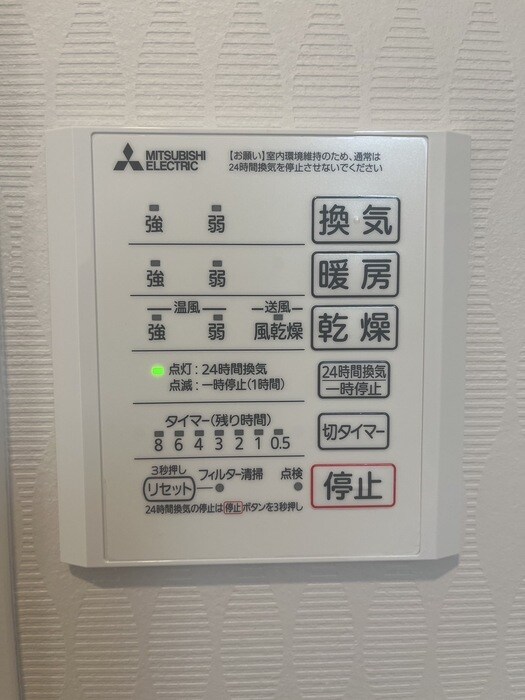 MITSUBISHI
ELECTRIC
【お願い】室内環境維持のため、通常は
24時間換気を停止させないでください
強 弱 換気
強 弱 暖房
温風 送風
強 弱 風乾燥 乾燥
点灯:24時間換気
点滅:一時停止(1時間)
24時間換気
一時停止
タイマー(残り時間)
8 6 4 3 2 1 0.5
切タイマー
3秒押し
リセット フィルター清掃 点検
停止
24時間換気の停止は停止ボタンを3秒押し